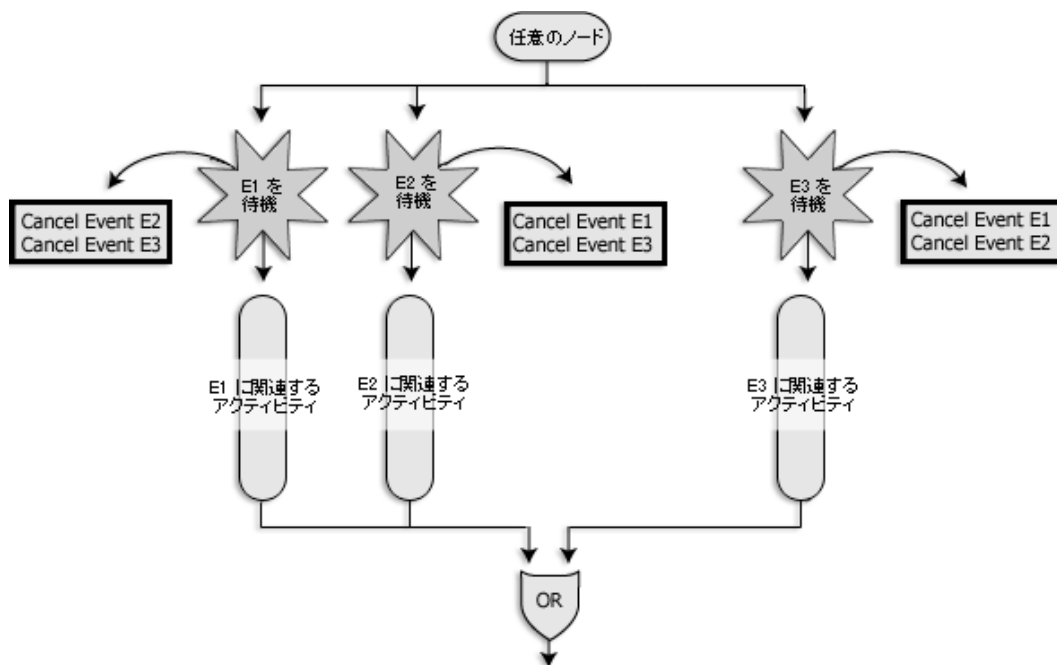 任意のノード
E1 を
待機
E2 を
待機
E3 を
待機
Cancel Event E2
Cancel Event E3
Cancel Event E1
Cancel Event E3
Cancel Event E1
Cancel Event E2
E1 に関連する
アクティビティ
E2 に関連する
アクティビティ
E3 に関連する
アクティビティ
OR